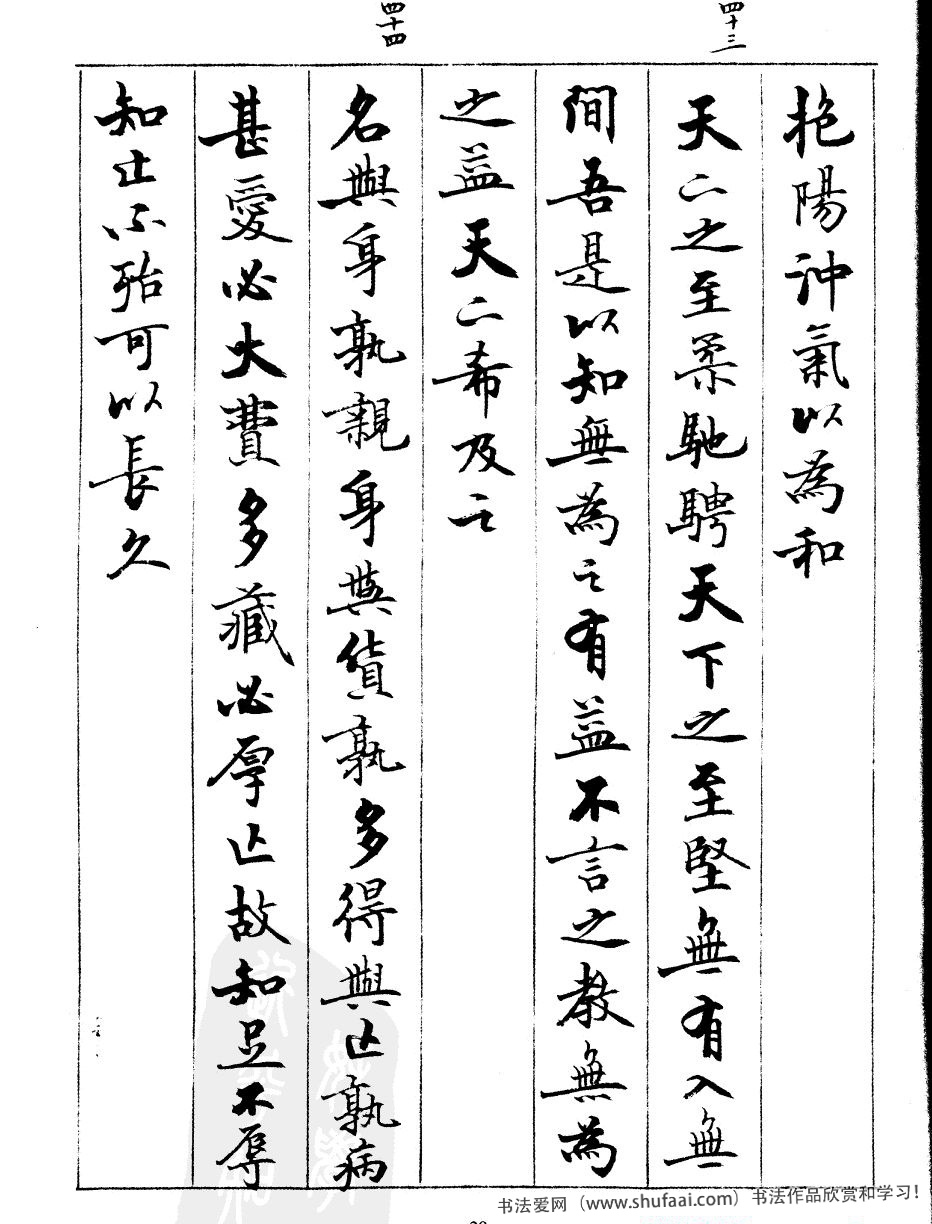 四十三
四十四
抱陽沖氣以為和
天下之至柔馳騁天下之至堅無有入無
間吾是以知無為之有益不言之教無為
之益天下希及之
名與身孰親身與貨孰多得與亡孰病
甚愛必大費多藏必厚亡故知足不辱
知止不殆可以長久
书法爱网（www.shufaai.com）书法作品欣赏和学习！